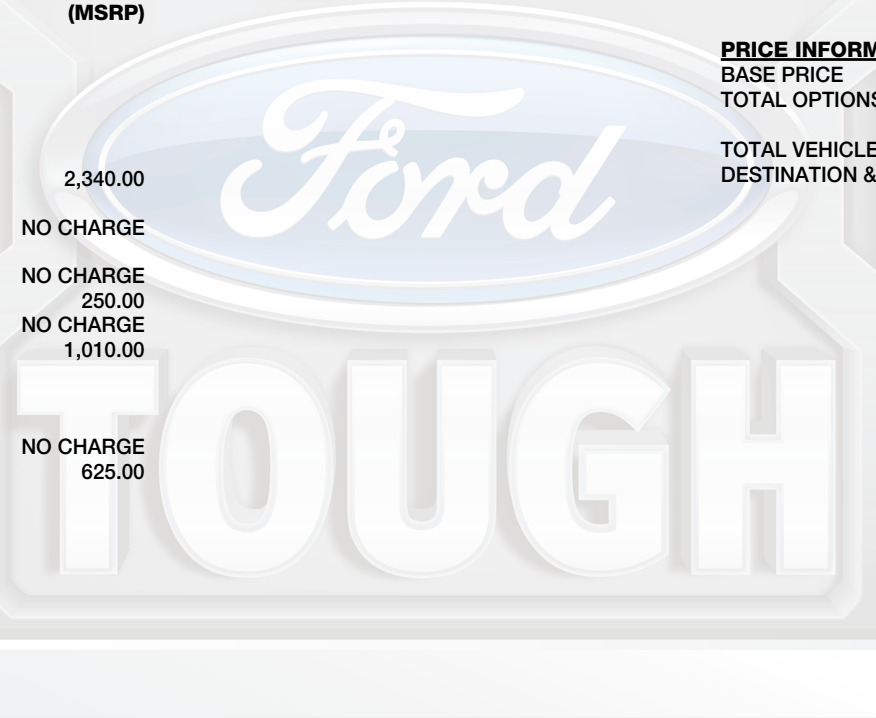 (MSRP)
2,340.00
NO CHARGE
NO CHARGE
250.00
NO CHARGE
1,010.00
NO CHARGE
625.00
PRICE INFORM
BASE PRICE
TOTAL OPTIONS
TOTAL VEHICLE
DESTINATION &
Ford
TOUGH